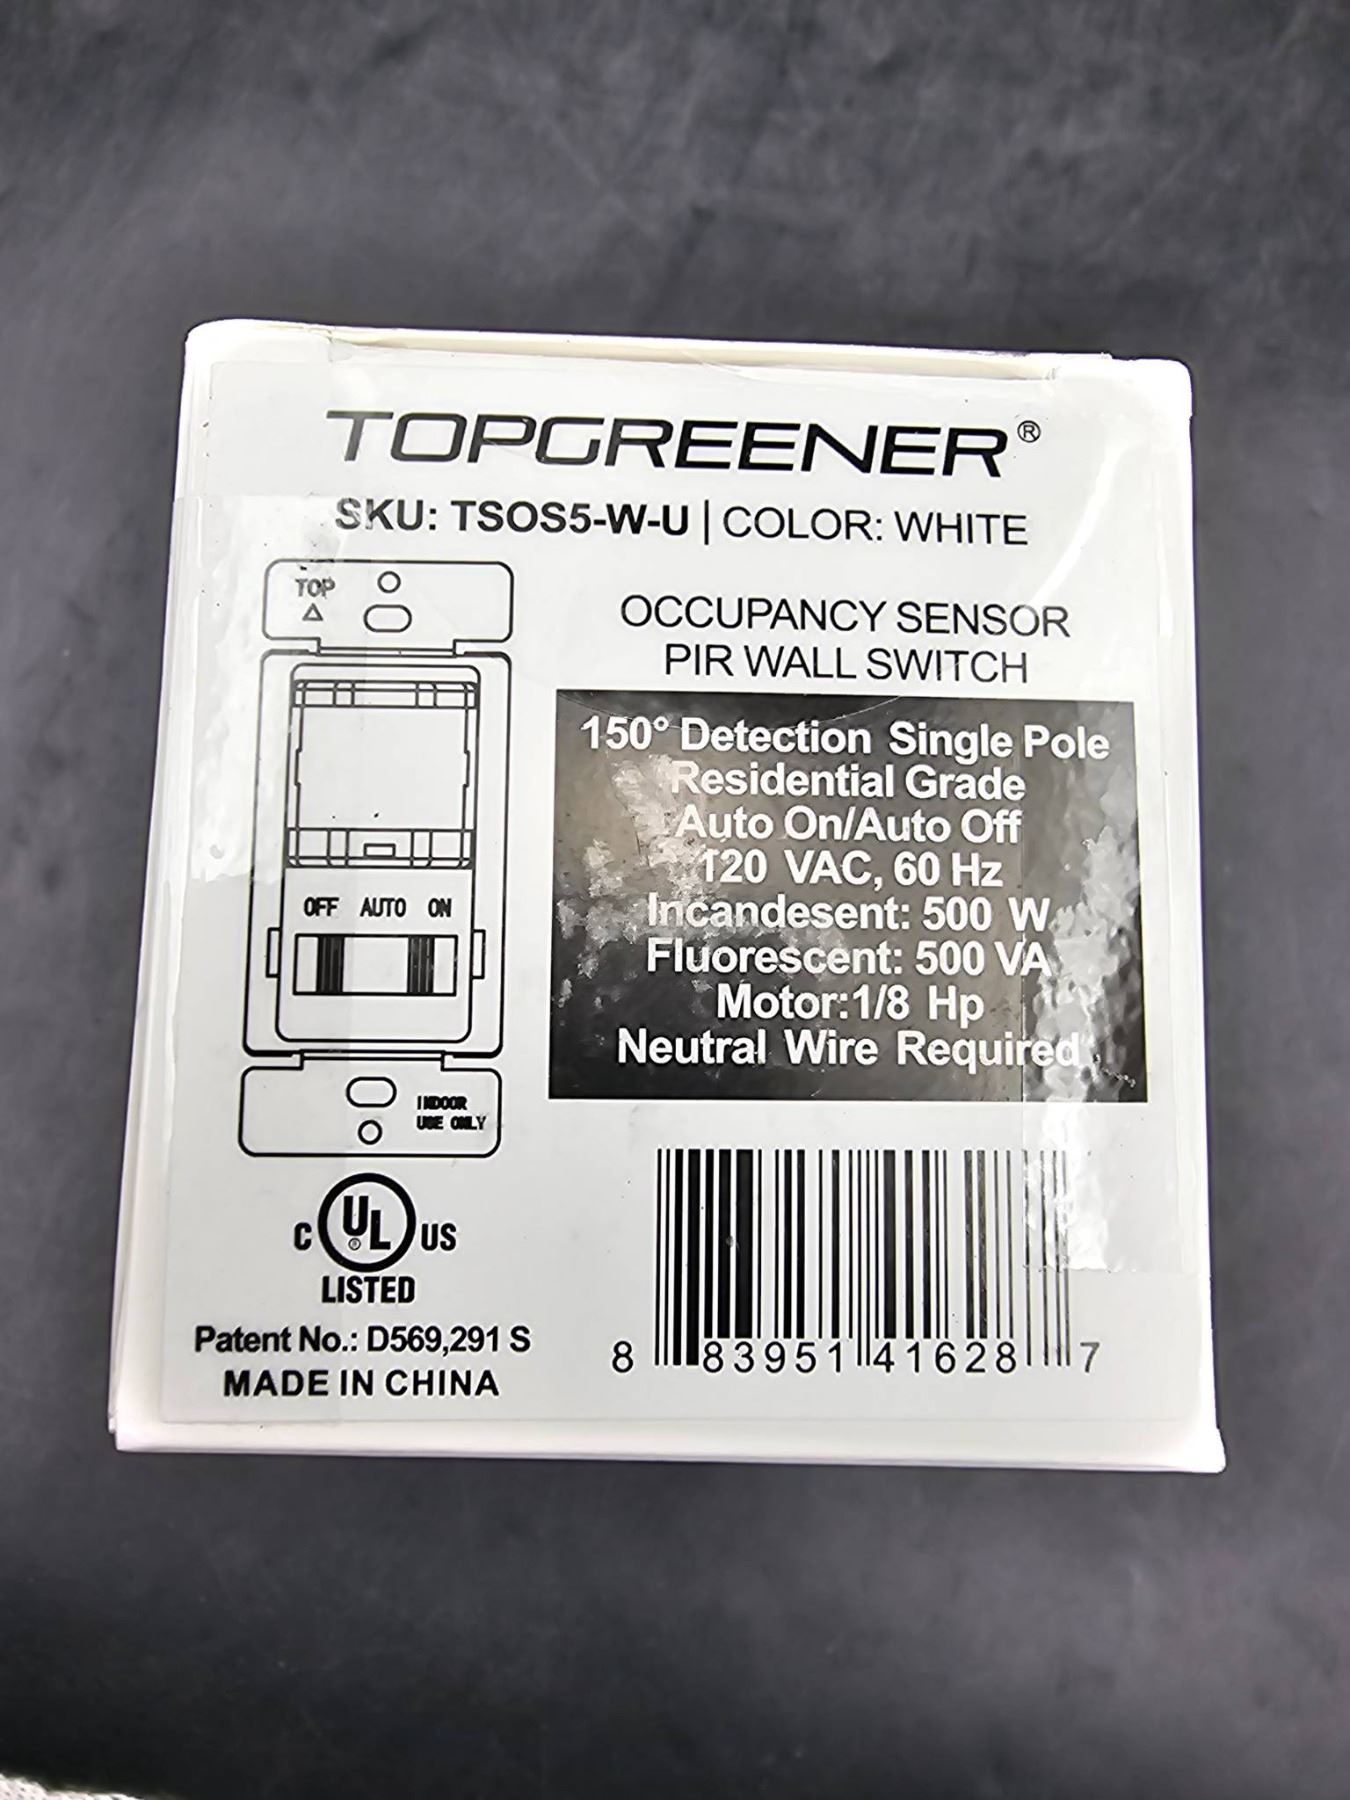 TOPGREENER®
SKU: TSOS5-W-U | COLOR: WHITE
TOP
OCCUPANCY SENSOR
PIR WALL SWITCH
150° Detection Single Pole
Residential Grade
Auto On/Auto Off
120 VAC, 60 Hz
Incandesent: 500 W
Fluorescent: 500 VA
Motor:1/8 Hp
Neutral Wire Required
OFF AUTO ON
INDOOR
USE ONLY
C UL® US
LISTED
Patent No.: D569,291 S
MADE IN CHINA
8 83951 41628 7